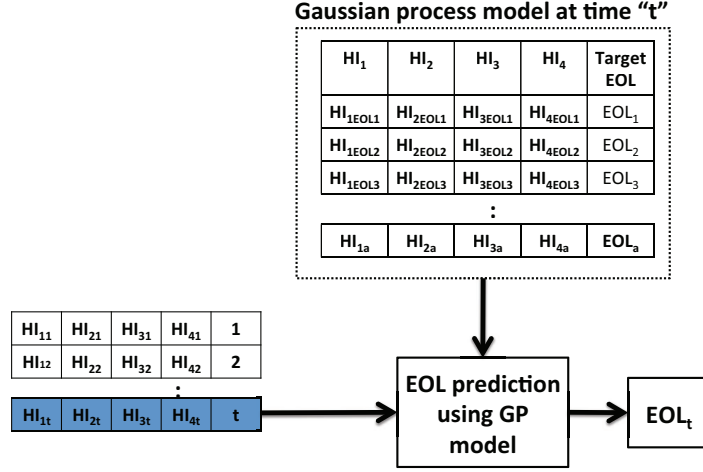 Gaussian process model at time “t”
HI₁ HI₂ HI₃ HI₄ Target EOL
HI₁EOL1 HI₂EOL1 HI₃EOL1 HI₄EOL1 EOL₁
HI₁EOL2 HI₂EOL2 HI₃EOL2 HI₄EOL2 EOL₂
HI₁EOL3 HI₂EOL3 HI₃EOL3 HI₄EOL3 EOL₃
:
HI₁ₐ HI₂ₐ HI₃ₐ HI₄ₐ EOLₐ
HI₁₁ HI₂₁ HI₃₁ HI₄₁ 1
HI₁₂ HI₂₂ HI₃₂ HI₄₂ 2
:
HI₁ₜ HI₂ₜ HI₃ₜ HI₄ₜ t
EOL prediction
using GP
model
EOLₜ